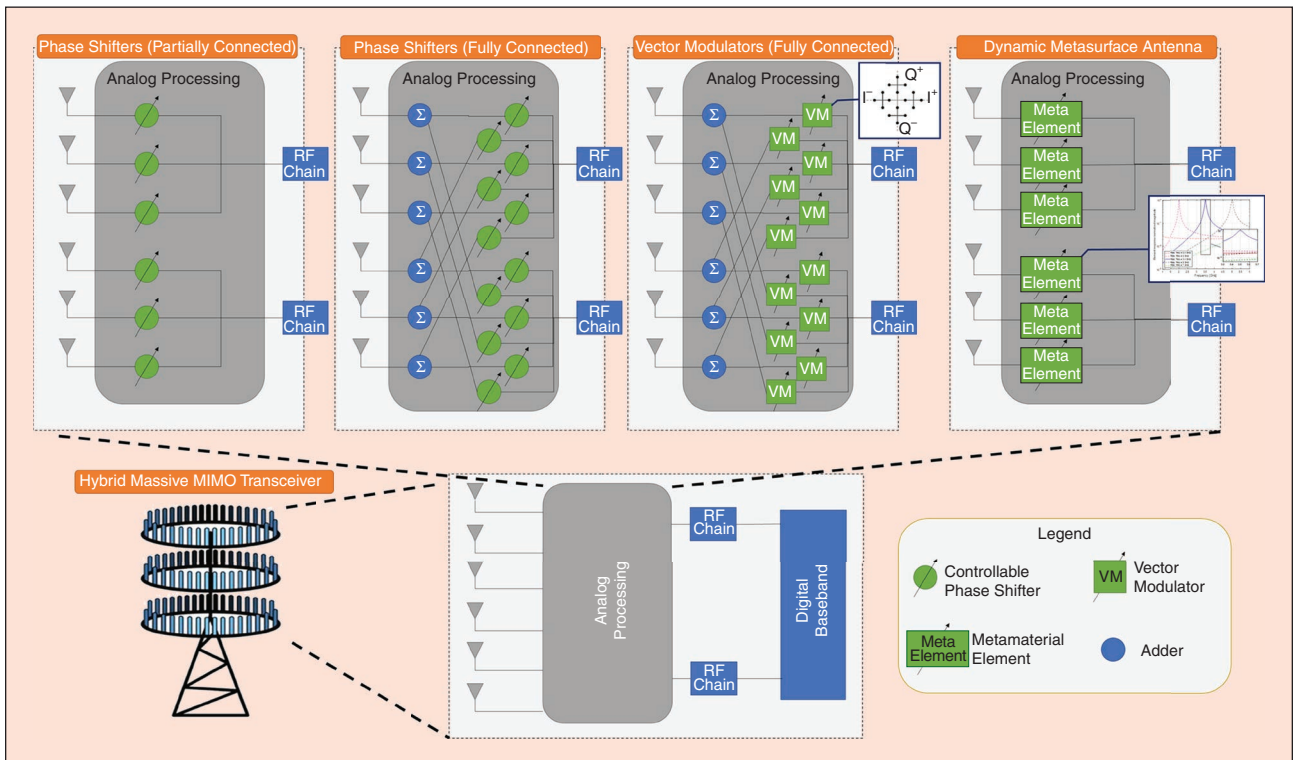 Phase Shifters (Partially Connected)
Analog Processing
RF
Chain
RF
Chain
Phase Shifters (Fully Connected)
Analog Processing
Σ
Σ
Σ
Σ
Σ
Σ
RF
Chain
RF
Chain
Vector Modulators (Fully Connected)
Analog Processing
Q+
I− I+
Q−
Σ
Σ
Σ
Σ
Σ
Σ
VM
VM
VM
VM
VM
VM
VM
VM
VM
VM
VM
VM
RF
Chain
RF
Chain
Dynamic Metasurface Antenna
Analog Processing
Meta
Element
Meta
Element
Meta
Element
Meta
Element
Meta
Element
Meta
Element
RF
Chain
RF
Chain
Hybrid Massive MIMO Transceiver
Analog
Processing
RF
Chain
RF
Chain
Digital
Baseband
Legend
Controllable
Phase Shifter
VM
Vector
Modulator
Meta
Element
Metamaterial
Element
Adder